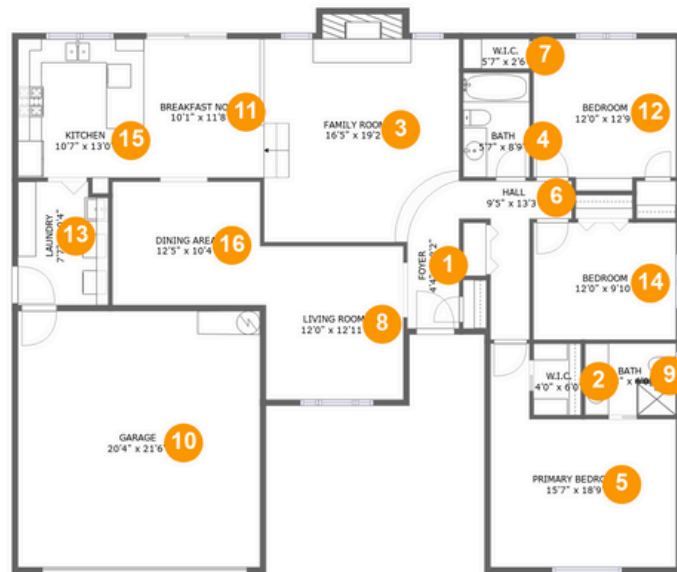 W.I.C.
7
5'7" x 2'6
BREAKFAST NO
11
10'1" x 11'8
FAMILY ROOM
3
16'5" x 19'2
BEDROOM
12
12'0" x 12'9
KITCHEN
15
10'7" x 13'0
BATH
4
5'7" x 8'9
HALL
6
9'5" x 13'3
LAUNDRY
13
DINING AREA
16
12'5" x 10'4
FOYER
1
BEDROOM
14
12'0" x 9'10
LIVING ROOM
8
12'0" x 12'11
W.I.C.
2
4'0" x 6'0
BATH
9
GARAGE
10
20'4" x 21'6
PRIMARY BEDRO
5
15'7" x 18'9